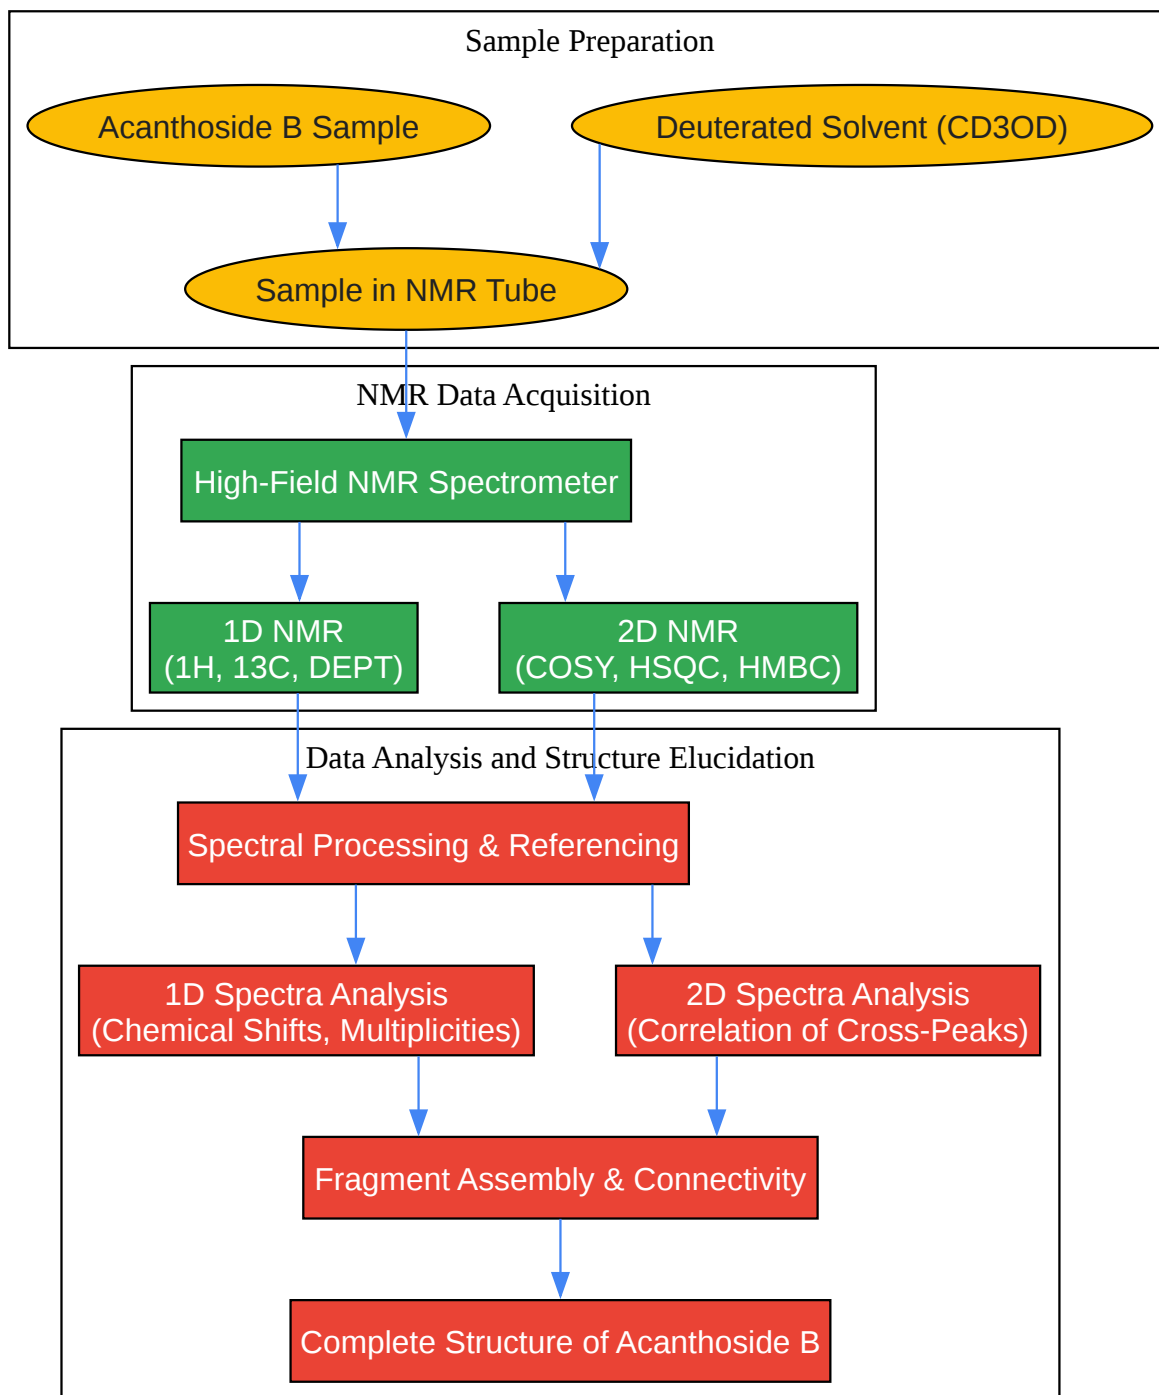 Sample Preparation
Acanthoside B Sample
Deuterated Solvent (CD3OD)
Sample in NMR Tube
NMR Data Acquisition
High-Field NMR Spectrometer
1D NMR
(1H, 13C, DEPT)
2D NMR
(COSY, HSQC, HMBC)
Data Analysis and Structure Elucidation
Spectral Processing & Referencing
1D Spectra Analysis
(Chemical Shifts, Multiplicities)
2D Spectra Analysis
(Correlation of Cross-Peaks)
Fragment Assembly & Connectivity
Complete Structure of Acanthoside B